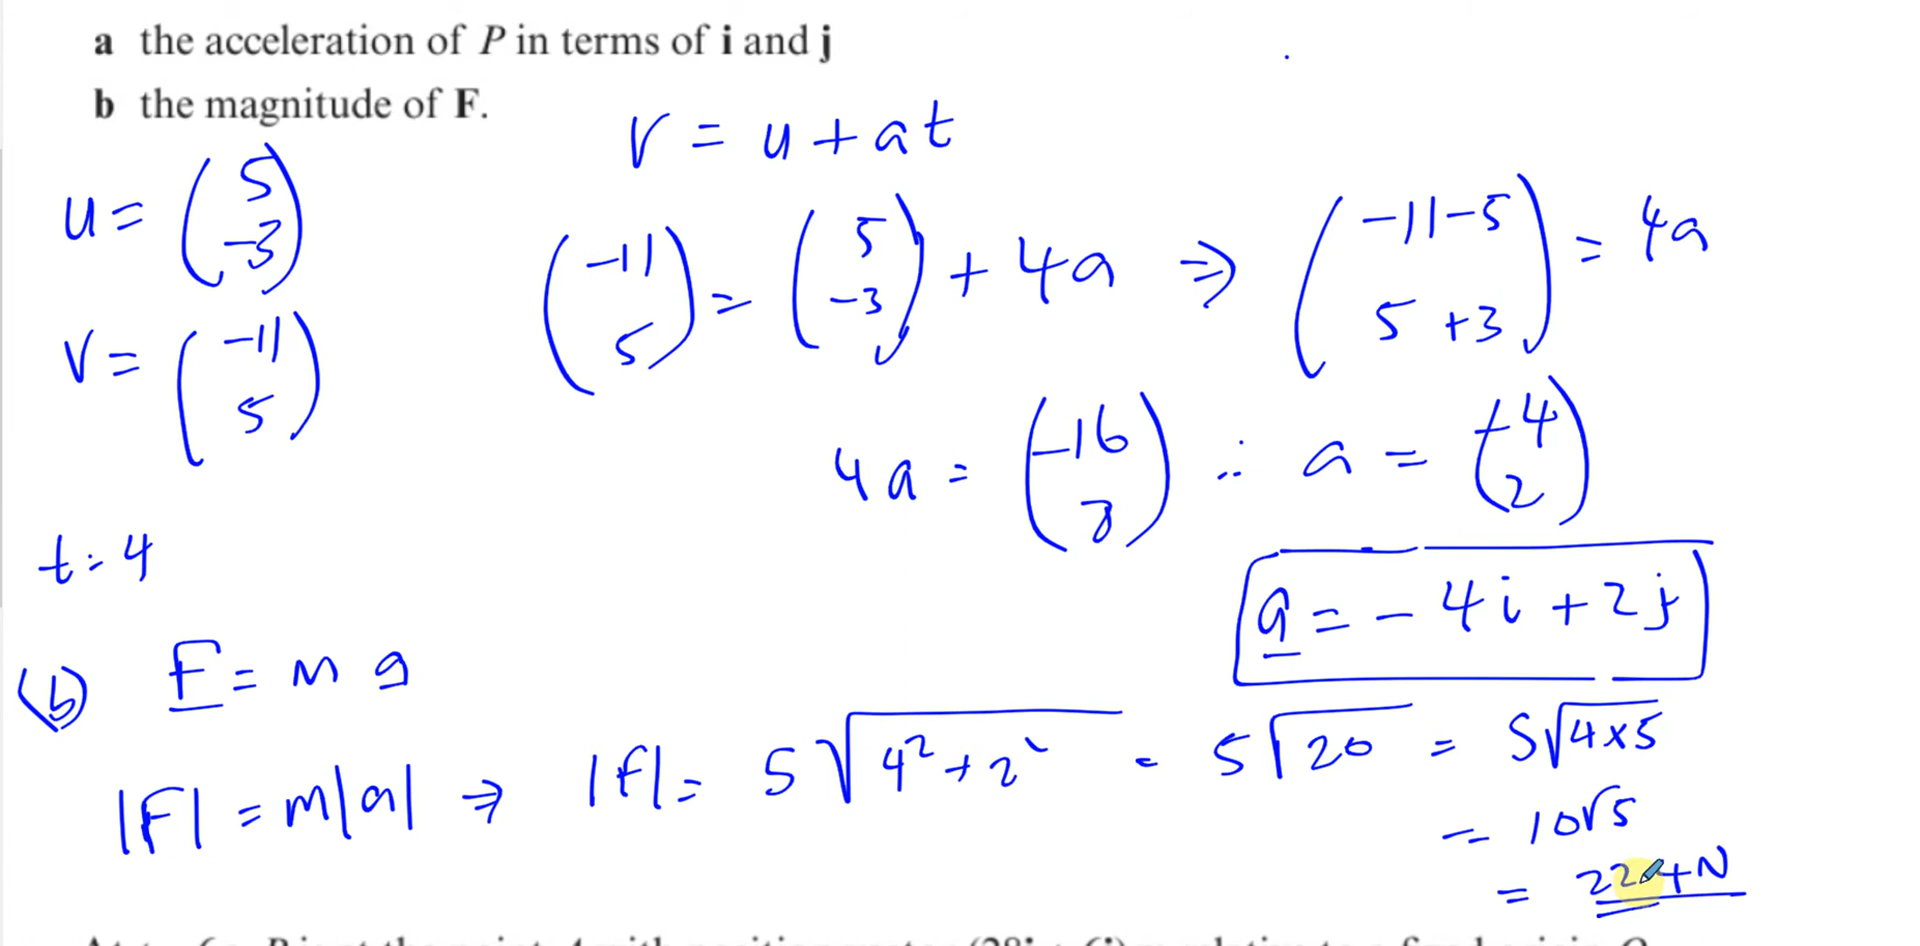 a the acceleration of P in terms of i and j
b the magnitude of F.
v = u + at
u = (5 -3)
(-11 5) = (5 -3) + 4a ⇒ (-11-5 5+3) = 4a
v = (-11 5)
4a = (-16 8) ∴ a = (-4 2)
t = 4
a = - 4i + 2j
(b) F = m a
|F| = m|a| ⇒ |F| = 5√4²+2² = 5√20 = 5√4×5
= 10√5
= N